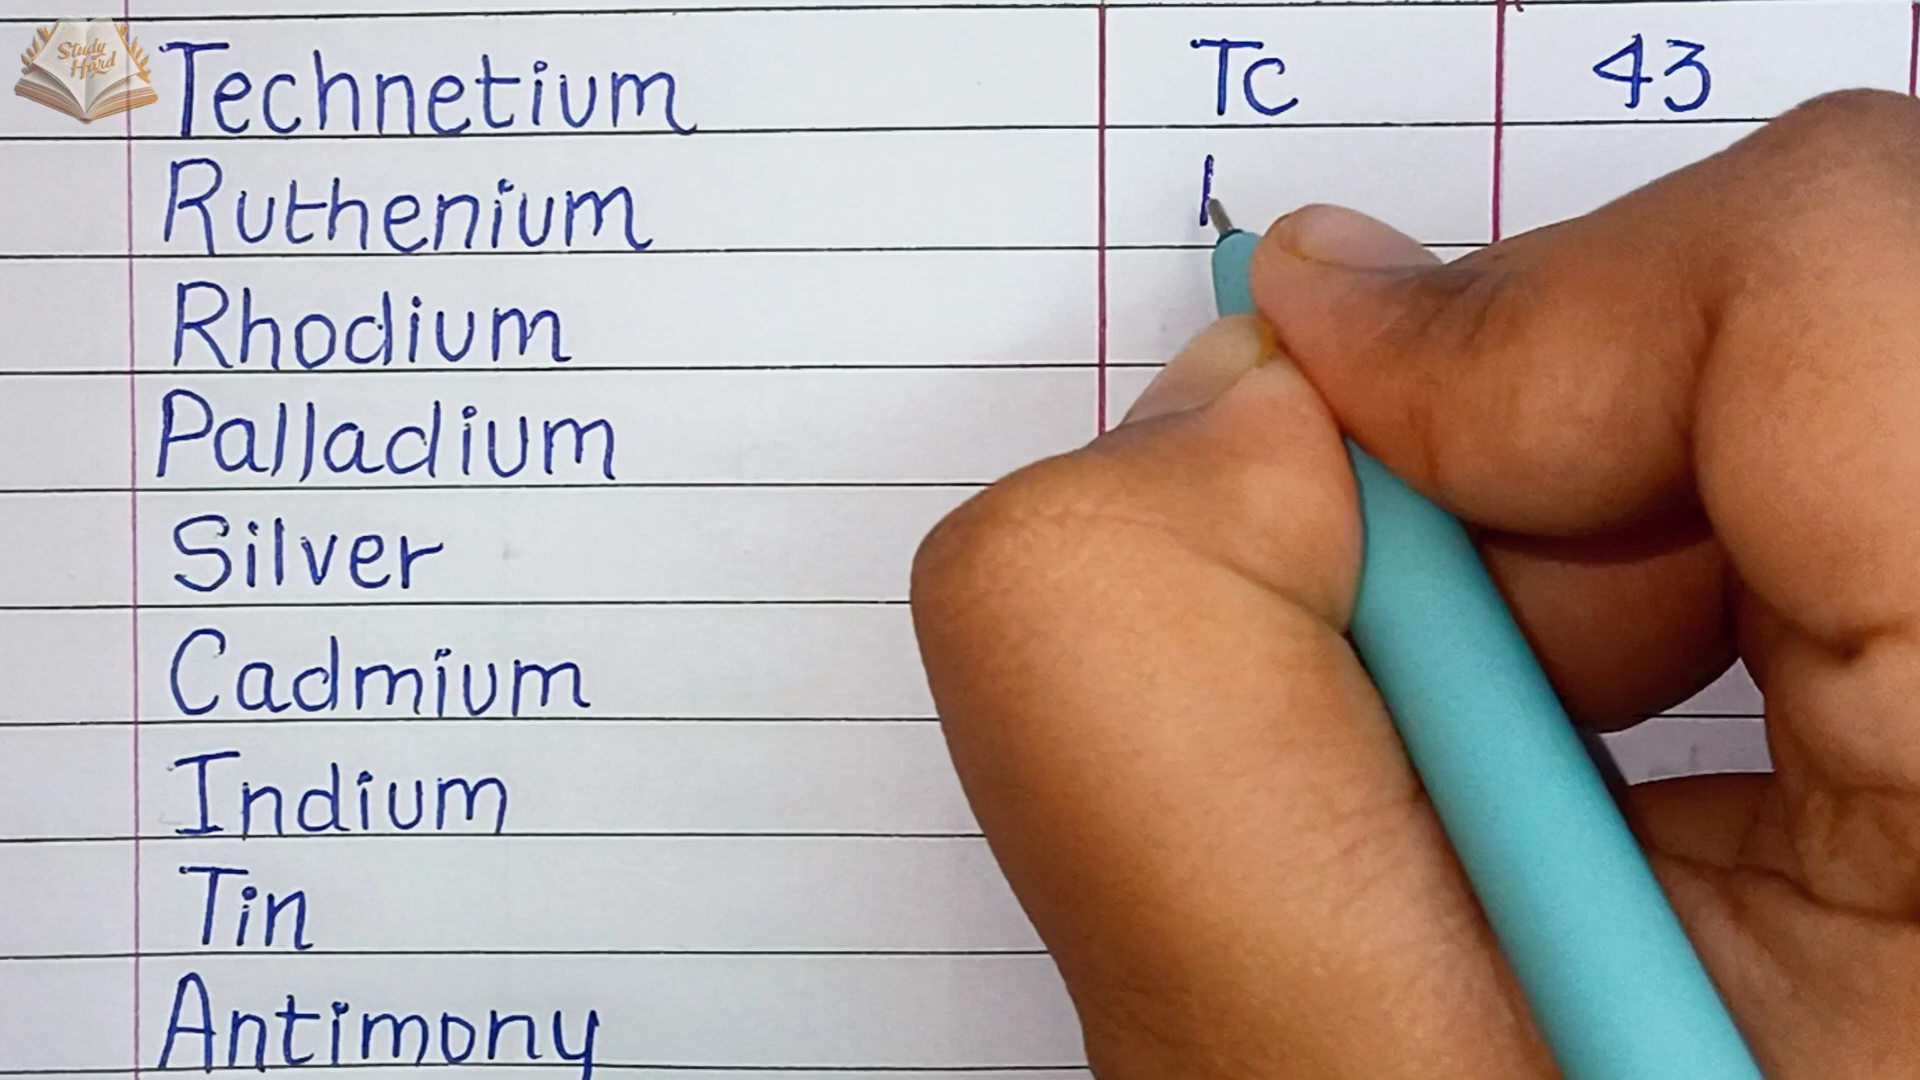 Study
Hard
Technetium Tc 43
Ruthenium
Rhodium
Palladium
Silver
Cadmium
Indium
Tin
Antimony